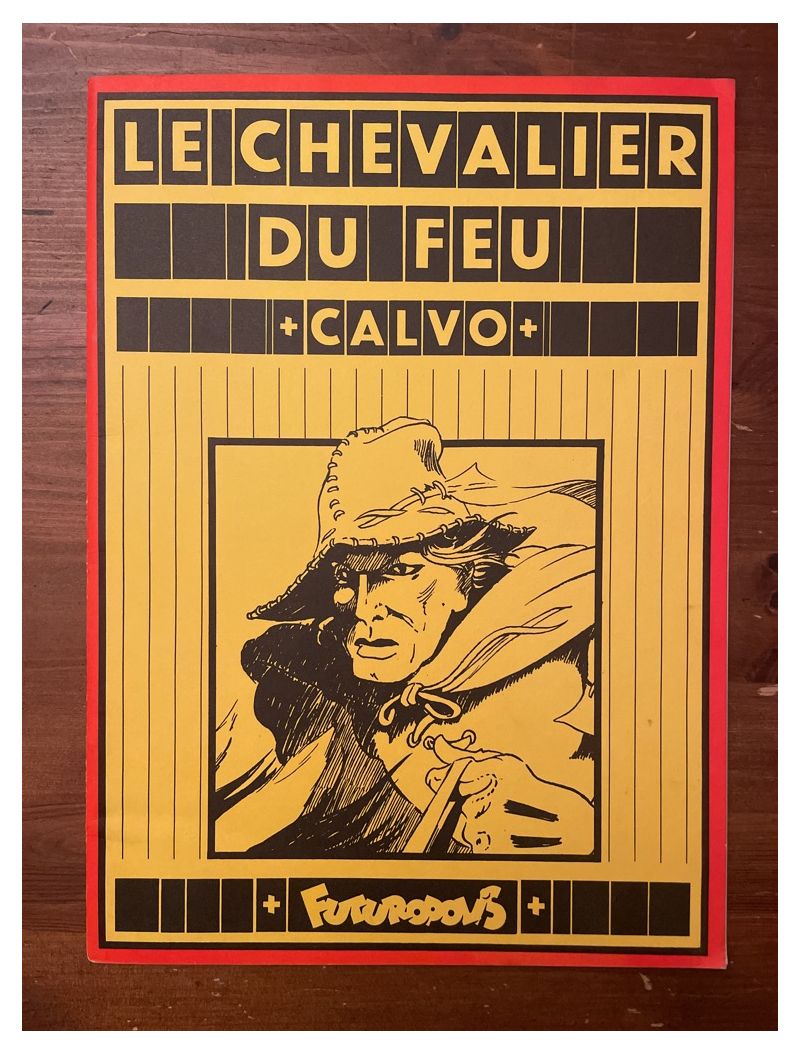 LE CHEVALIER
DU FEU
+CALVO+
+ FUTUROPOLIS +